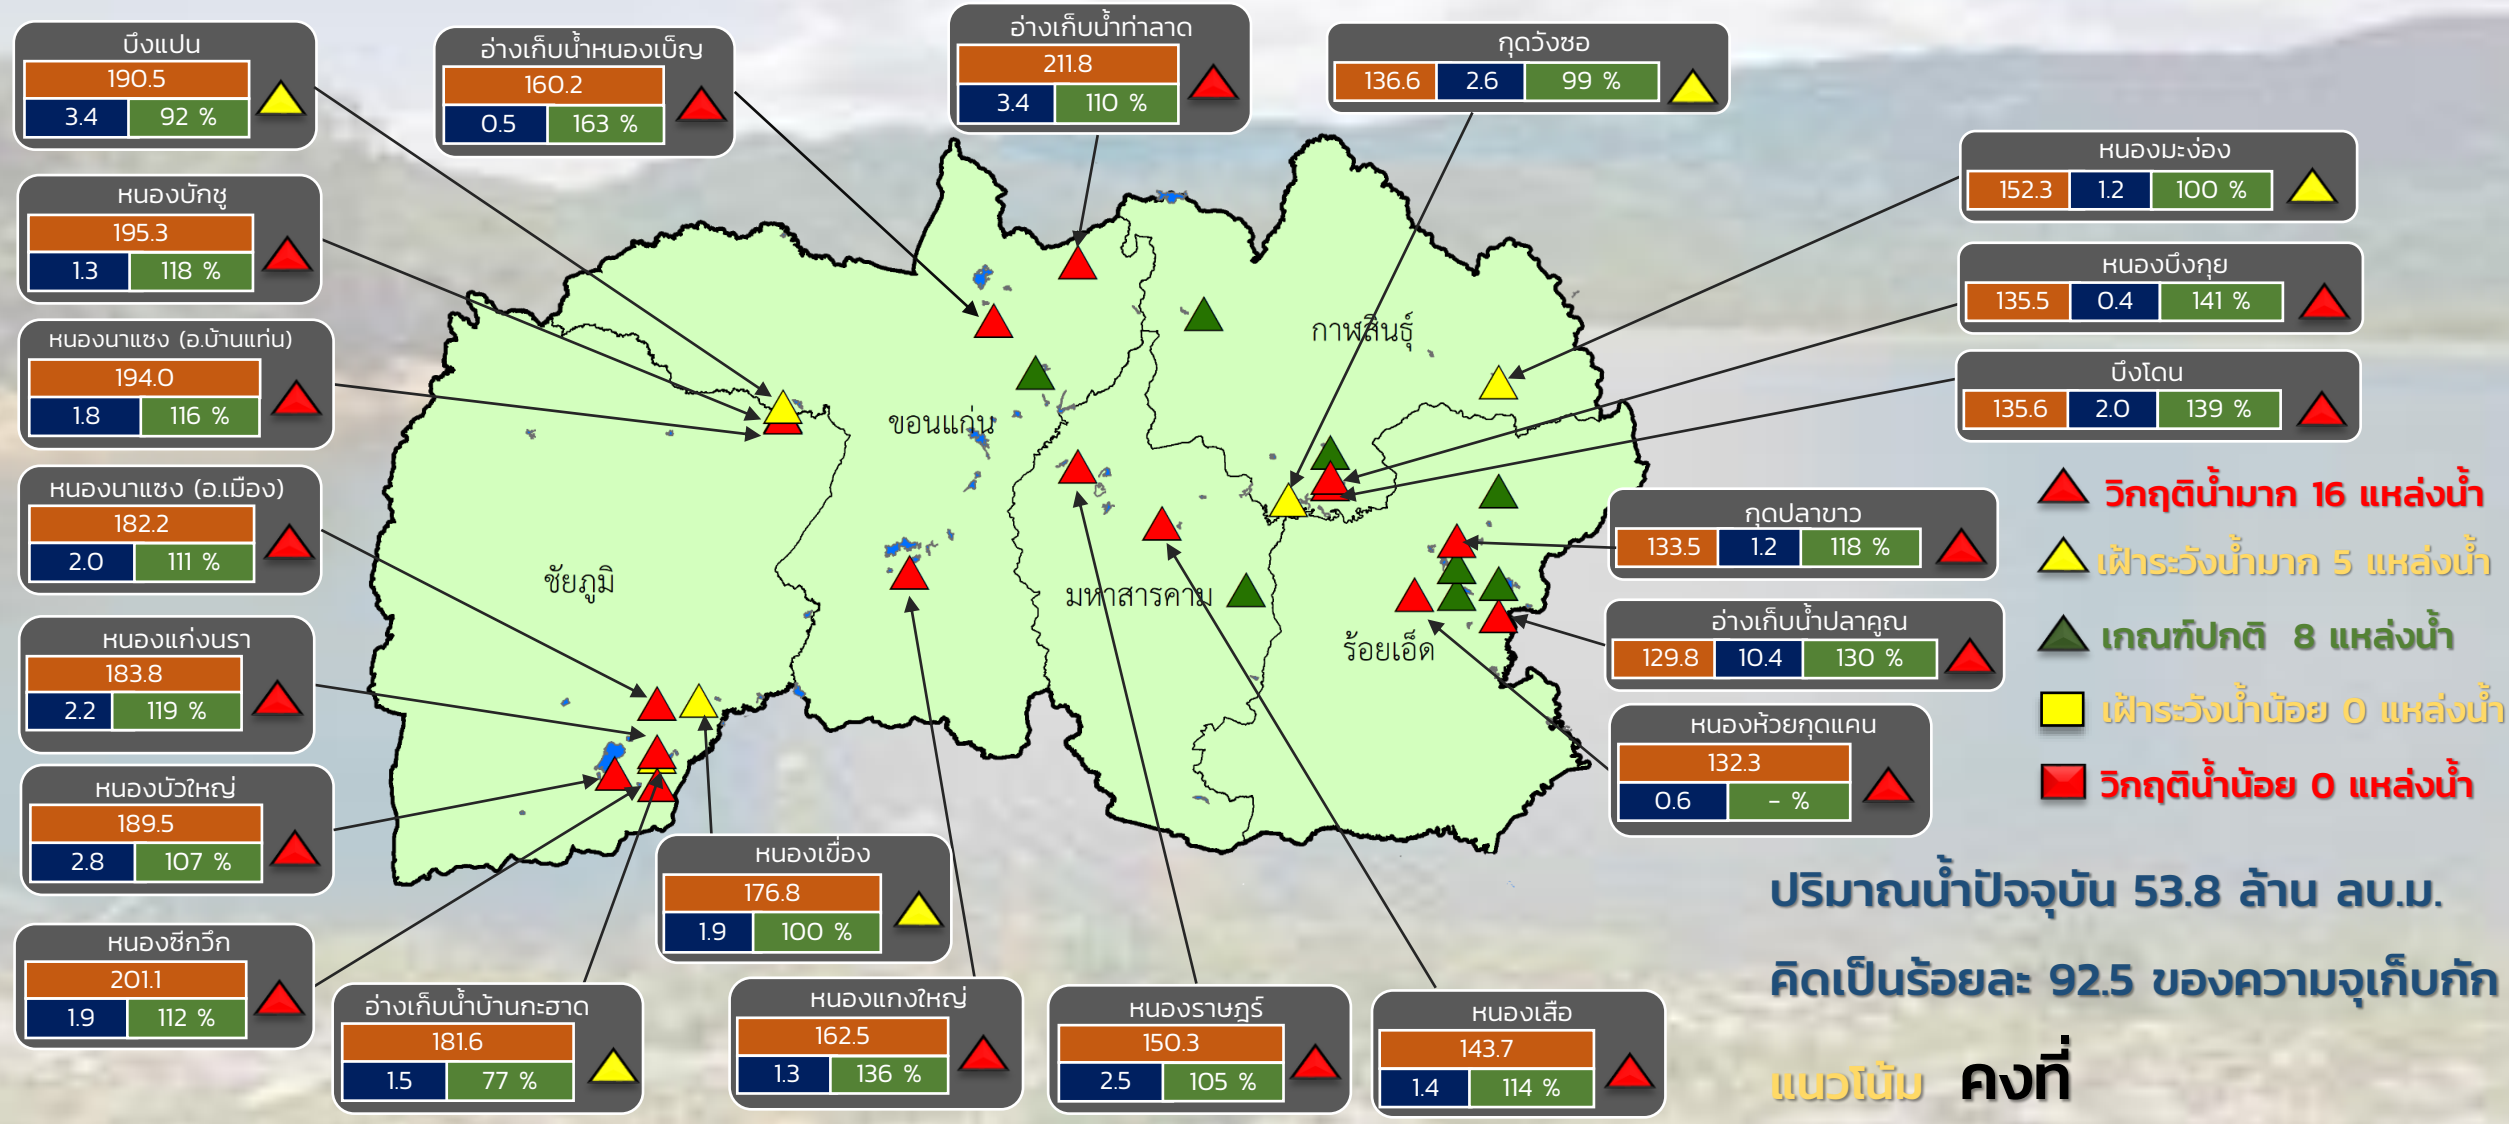 บึงแปน
190.5
3.4 92 %
อ่างเก็บน้ำหนองเบ็ญ
160.2
0.5 163 %
อ่างเก็บน้ำท่าลาด
211.8
3.4 110 %
กุดวังซอ
136.6 2.6 99 %
หนองมะง่อง
152.3 1.2 100 %
หนองบักชู
195.3
1.3 118 %
หนองบึงกุย
135.5 0.4 141 %
หนองนาแซง (อ.บ้านแท่น)
194.0
1.8 116 %
บึงโดน
135.6 2.0 139 %
กาฬสินธุ์
ขอนแก่น
ชัยภูมิ
มหาสารคาม
ร้อยเอ็ด
หนองนาแซง (อ.เมือง)
182.2
2.0 111 %
กุดปลาขาว
133.5 1.2 118 %
วิกฤติน้ำมาก 16 แหล่งน้ำ
เฝ้าระวังน้ำมาก 5 แหล่งน้ำ
เกณฑ์ปกติ 8 แหล่งน้ำ
เฝ้าระวังน้ำน้อย 0 แหล่งน้ำ
วิกฤติน้ำน้อย 0 แหล่งน้ำ
หนองแก่งนรา
183.8
2.2 119 %
อ่างเก็บน้ำปลาคูณ
129.8 10.4 130 %
หนองห้วยกุดแคน
132.3
0.6 - %
หนองบัวใหญ่
189.5
2.8 107 %
หนองเขื่อง
176.8
1.9 100 %
หนองซีกวึก
201.1
1.9 112 %
อ่างเก็บน้ำบ้านกะฮาด
181.6
1.5 77 %
หนองแกงใหญ่
162.5
1.3 136 %
หนองราษฎร์
150.3
2.5 105 %
หนองเสือ
143.7
1.4 114 %
ปริมาณน้ำปัจจุบัน 53.8 ล้าน ลบ.ม.
คิดเป็นร้อยละ 92.5 ของความจุเก็บกัก
แนวโน้ม คงที่